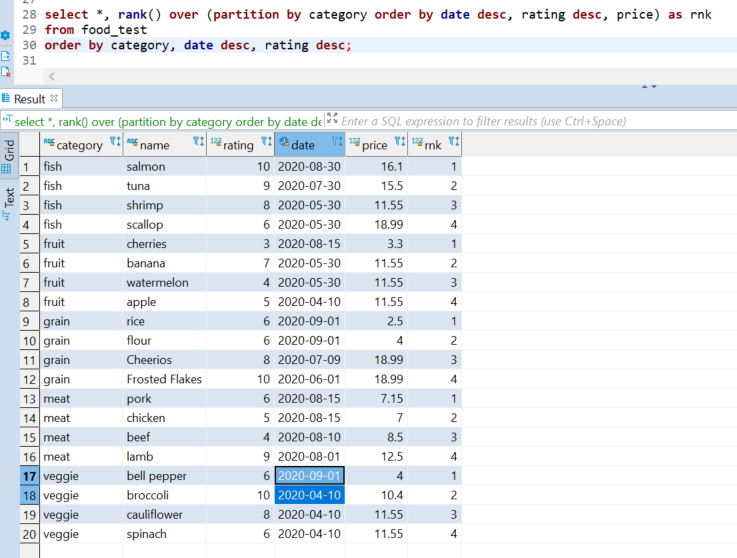 28 select *, rank() over (partition by category order by date desc, rating desc, price) as rnk
29 from food_test
30 order by category, date desc, rating desc;
31
Result
select *, rank() over (partition by category order by date de Enter a SQL expression to filter results (use Ctrl+Space)
Grid
Text
category name rating date price rnk
1 fish salmon 10 2020-08-30 16.1 1
2 fish tuna 9 2020-07-30 15.5 2
3 fish shrimp 8 2020-05-30 11.55 3
4 fish scallop 6 2020-05-30 18.99 4
5 fruit cherries 3 2020-08-15 3.3 1
6 fruit banana 7 2020-05-30 11.55 2
7 fruit watermelon 4 2020-05-30 11.55 3
8 fruit apple 5 2020-04-10 11.55 4
9 grain rice 6 2020-09-01 2.5 1
10 grain flour 6 2020-09-01 4 2
11 grain Cheerios 8 2020-07-09 18.99 3
12 grain Frosted Flakes 10 2020-06-01 18.99 4
13 meat pork 6 2020-08-15 7.15 1
14 meat chicken 5 2020-08-15 7 2
15 meat beef 4 2020-08-10 8.5 3
16 meat lamb 9 2020-08-01 12.5 4
17 veggie bell pepper 6 2020-09-01 4 1
18 veggie broccoli 10 2020-04-10 10.4 2
19 veggie cauliflower 8 2020-04-10 11.55 3
20 veggie spinach 6 2020-04-10 11.55 4